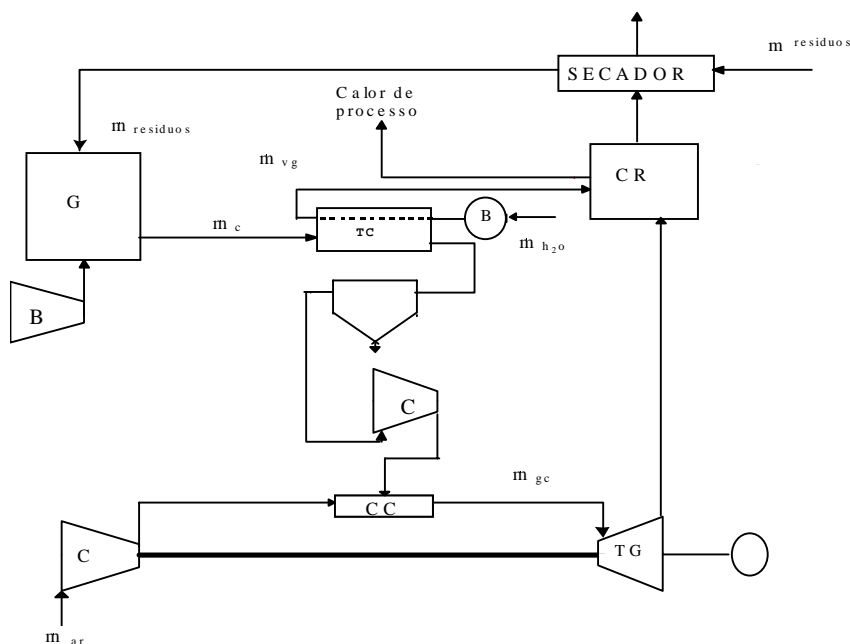 m residuos
SECADOR
Calor de
processo
ṁ residuos
ṁ vg
CR
G
ṁ c
B
TC
ṁ h₂o
B
C
ṁ gc
CC
C
TG
ṁ ar